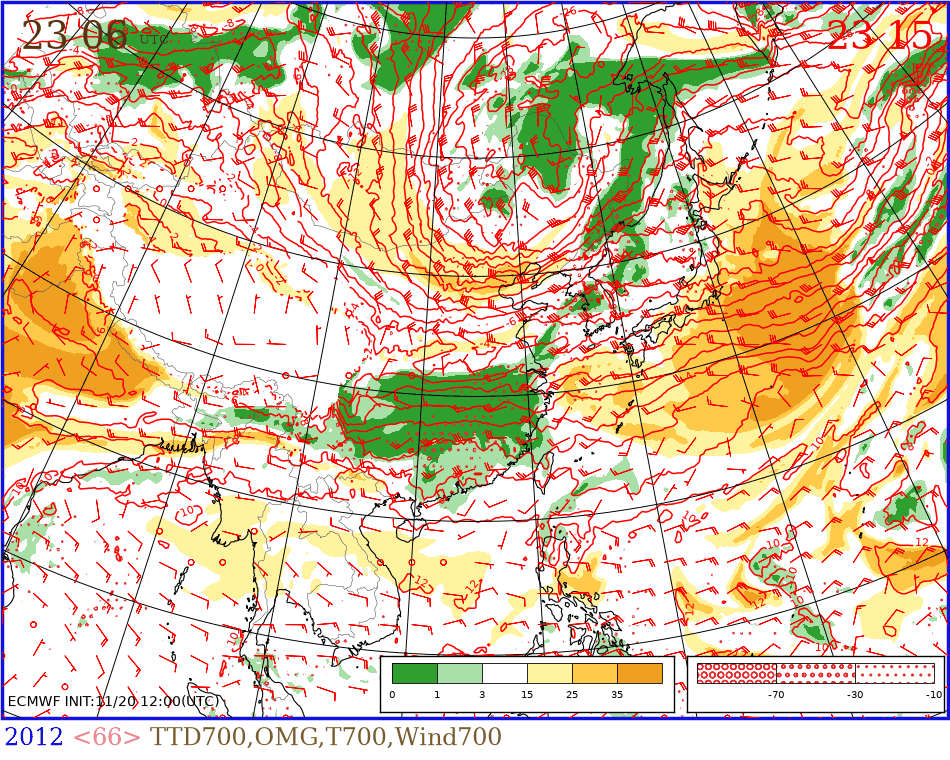 23 06 UTC 23 15
0 1 3 15 25 35
-70 -30 -10
ECMWF INIT:11/20 12:00(UTC)
2012 <66> TTD700,OMG,T700,Wind700